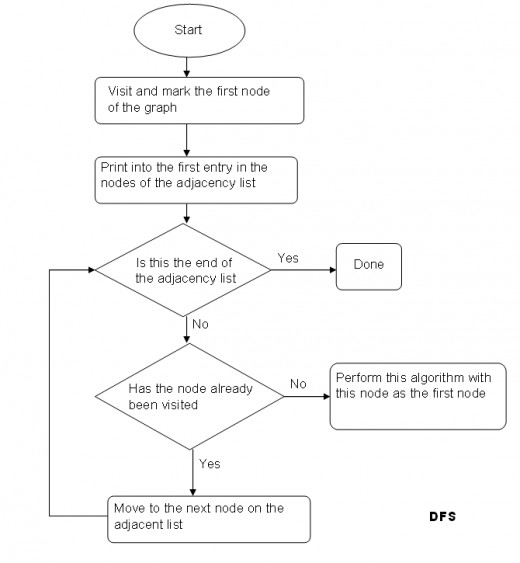 Start
Visit and mark the first node
of the graph
Print into the first entry in the
nodes of the adjacency list
Is this the end of
the adjacency list
Yes
Done
No
Has the node already
been visited
No
Perform this algorithm with
this node as the first node
Yes
Move to the next node on the
adjacent list
DFS